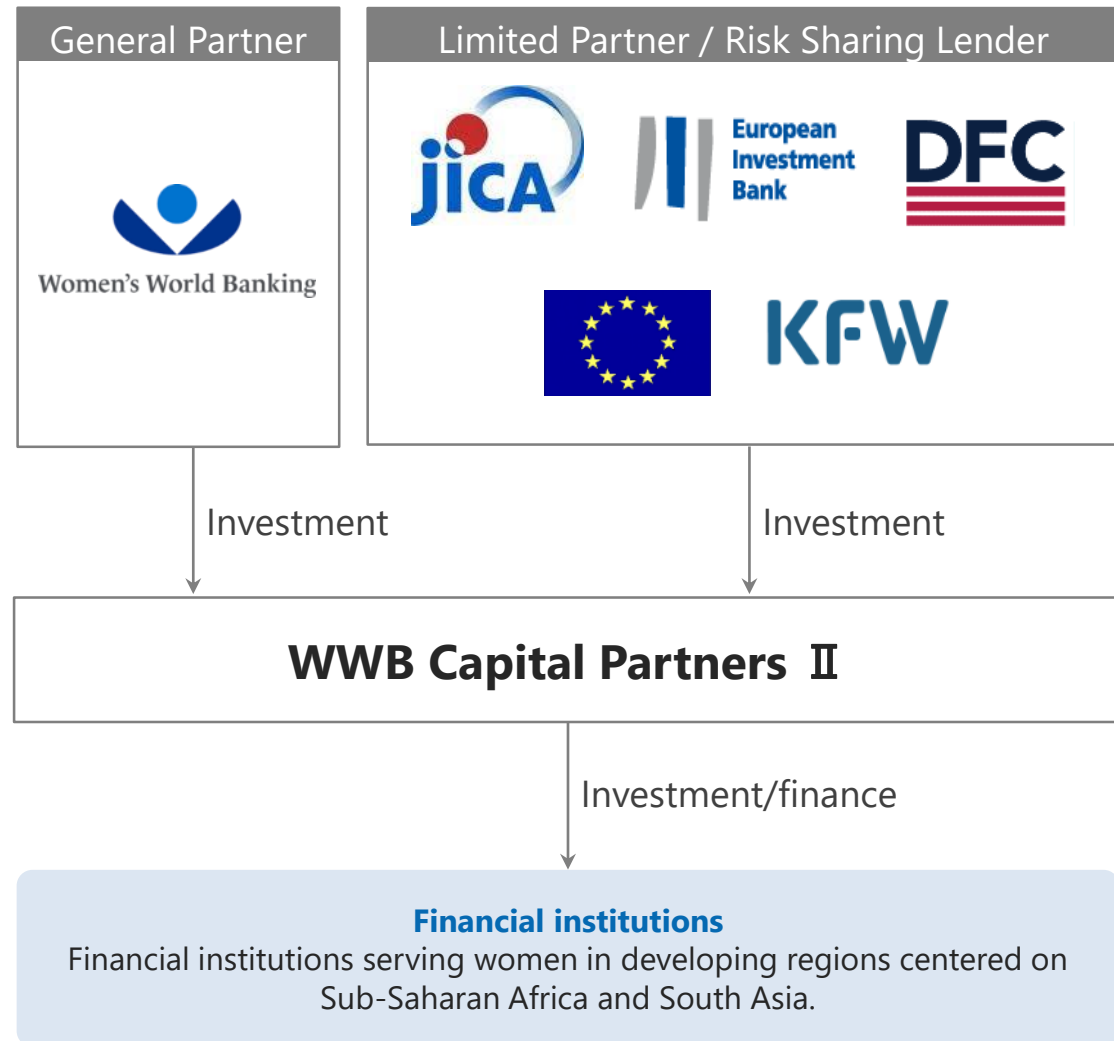 General Partner
Limited Partner / Risk Sharing Lender
Women's World Banking
jICA
European
Investment
Bank
DFC
KFW
Investment
Investment
WWB Capital Partners Ⅱ
Investment/finance
Financial institutions
Financial institutions serving women in developing regions centered on
Sub-Saharan Africa and South Asia.